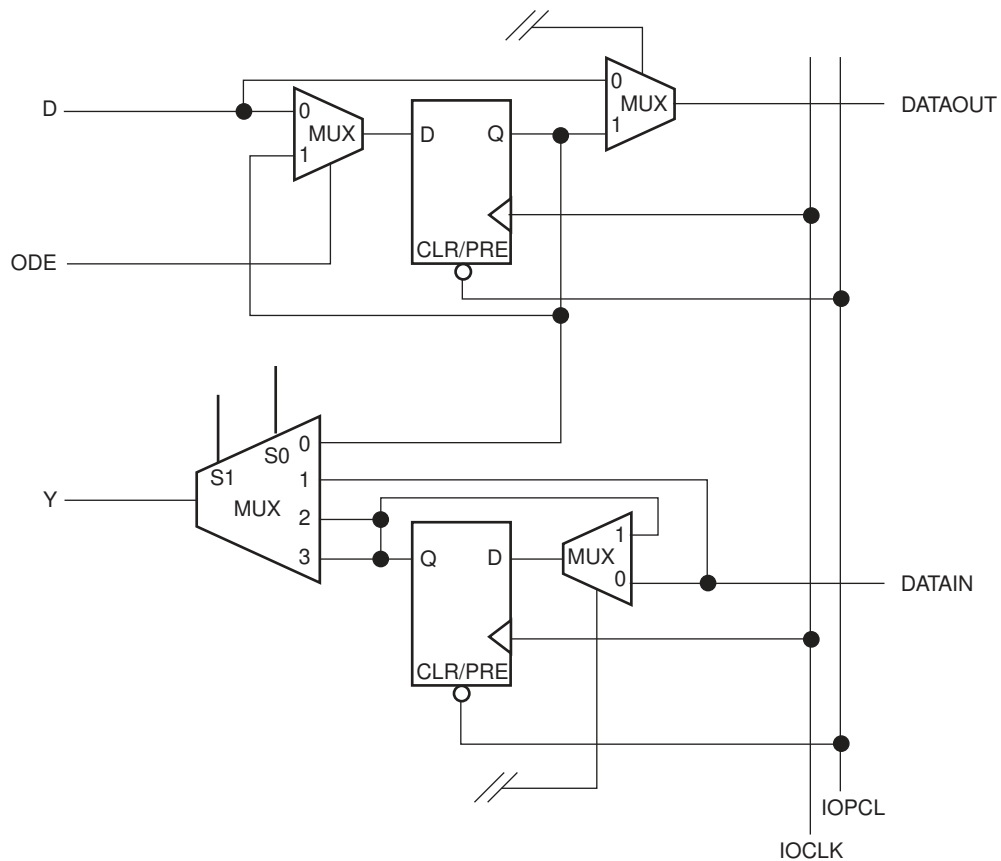 0
MUX
1
DATAOUT
D
0
MUX
1
D
Q
CLR/PRE
ODE
S1
S0
0
1
2
3
MUX
Y
Q
D
CLR/PRE
1
MUX
0
DATAIN
IOPCL
IOCLK